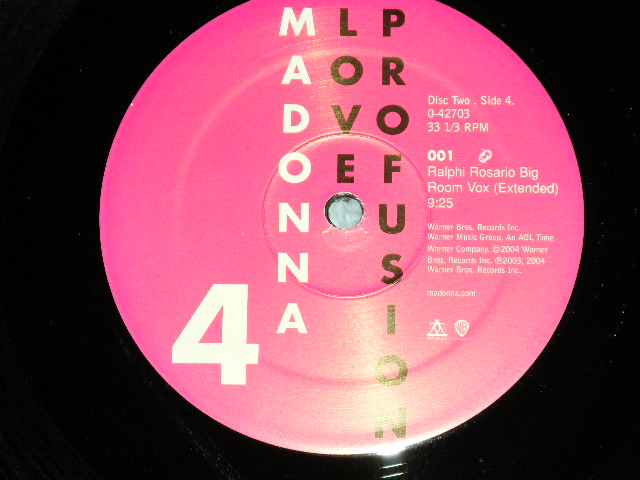 MADONNA
LOVE
PROFUSION
Disc Two . Side 4.
0-42703
33 1/3 RPM
001
Ralphi Rosario Big
Room Vox (Extended)
9:25
Warner Bros. Records Inc.
Warner Music Group, An AOL Time
Warner Company. ©2004 Warner
Bros. Records Inc. ℗2003, 2004
Warner Bros. Records Inc.
madonna.com
WB
4